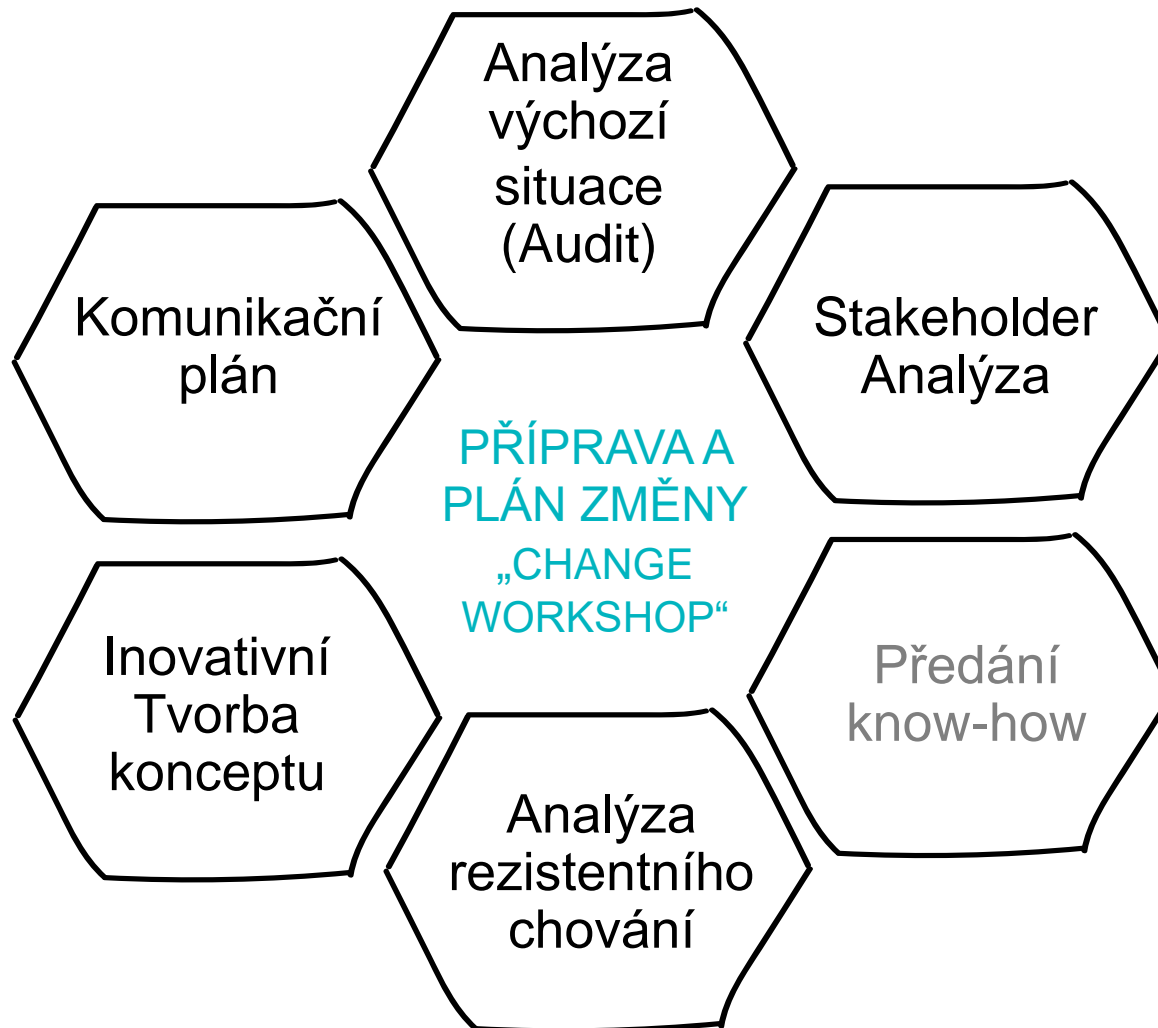 Analýza
výchozí
situace
(Audit)
Komunikační
plán
Stakeholder
Analýza
PŘÍPRAVA A
PLÁN ZMĚNY
„CHANGE
WORKSHOP“
Inovativní
Tvorba
konceptu
Předání
know-how
Analýza
rezistentního
chování